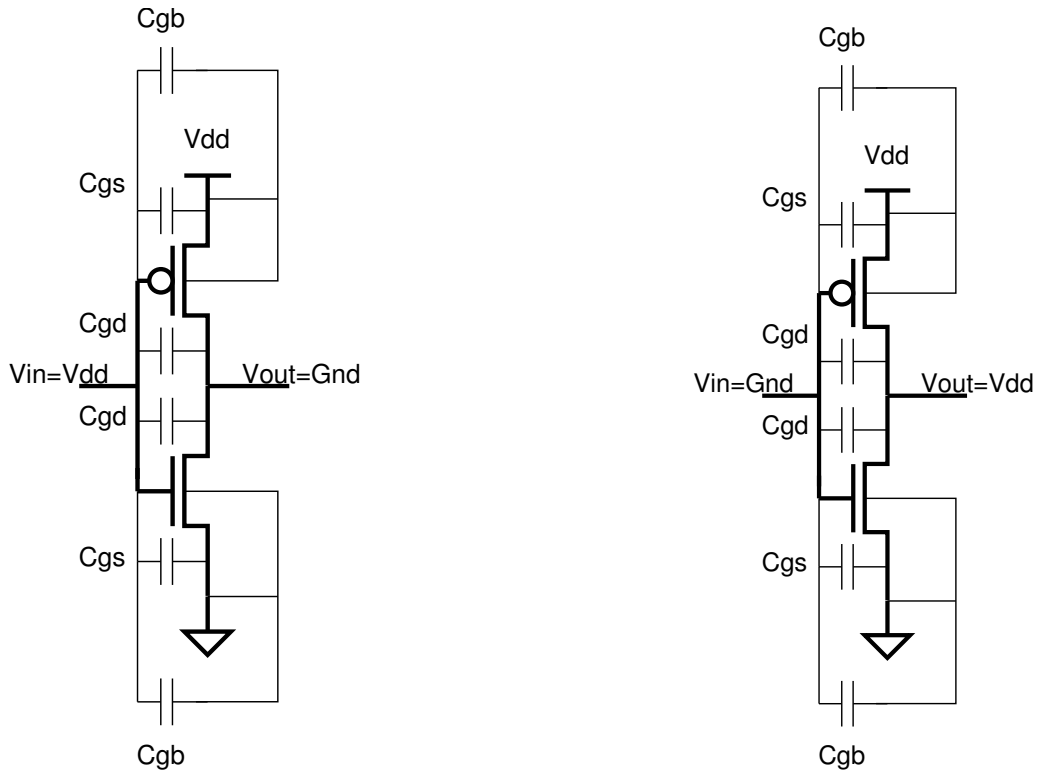 Cgb
Vdd
Cgs
Cgd
Vin=Vdd
Vout=Gnd
Cgd
Cgs
Cgb
Cgb
Vdd
Cgs
Cgd
Vin=Gnd
Vout=Vdd
Cgd
Cgs
Cgb